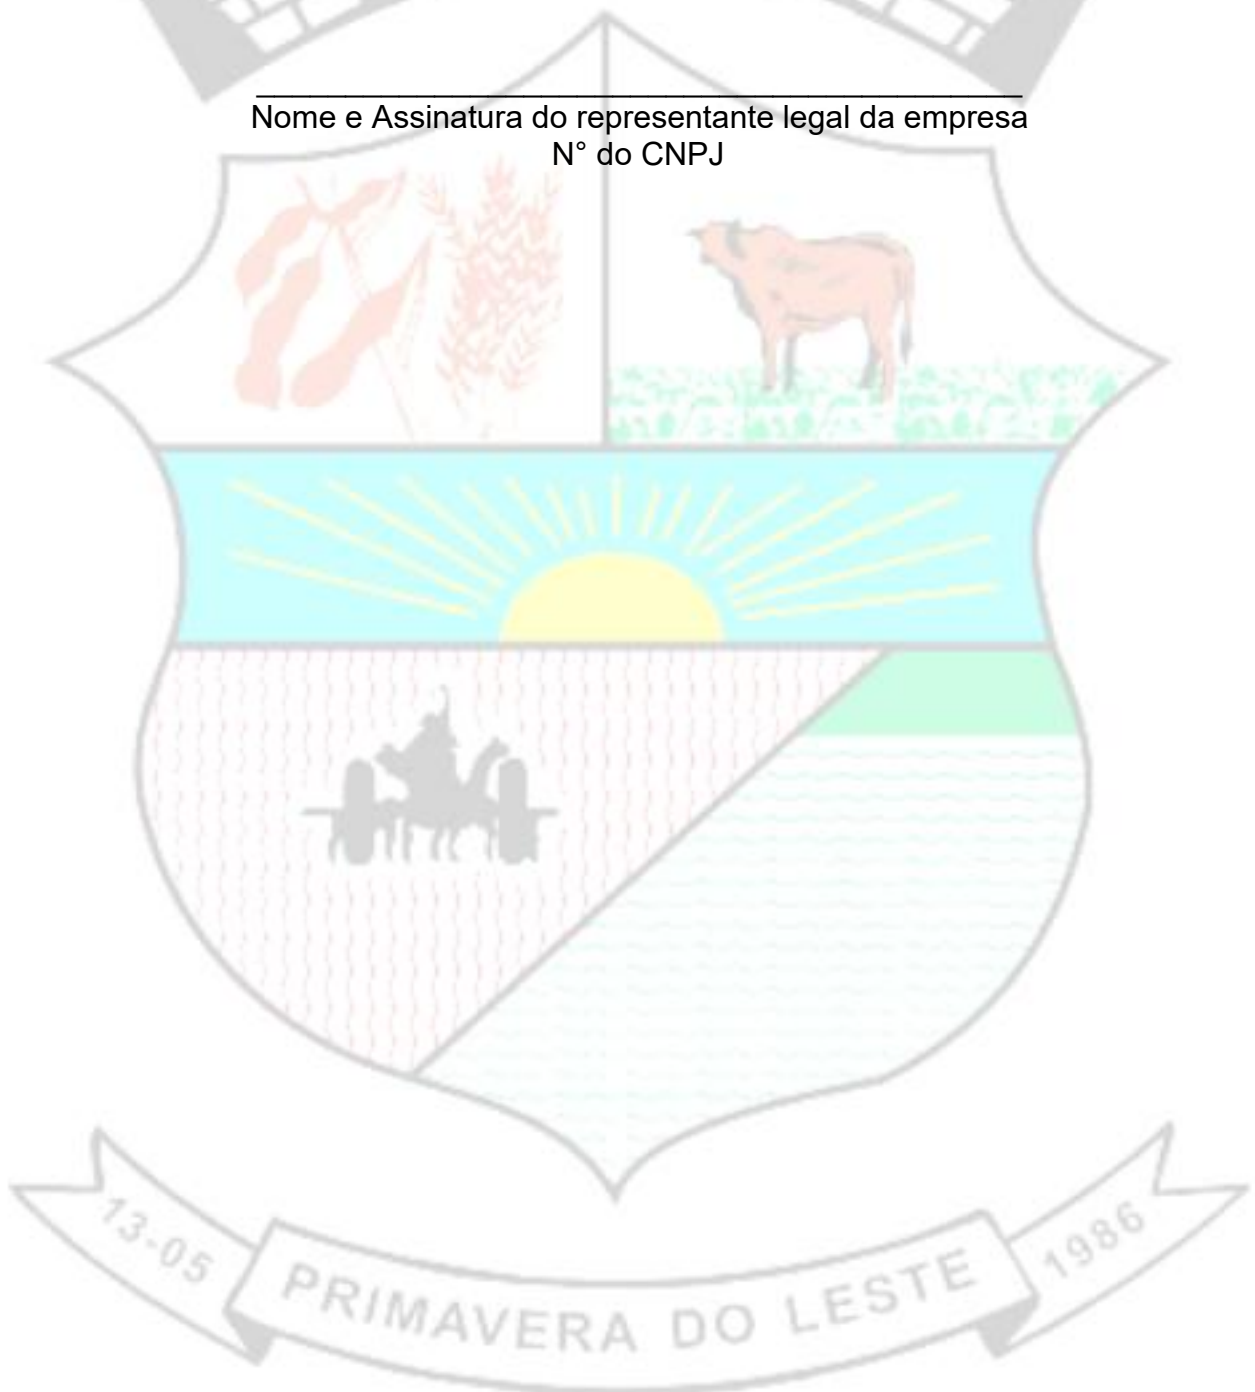 Nome e Assinatura do representante legal da empresa
N° do CNPJ
13-05
PRIMAVERA DO LESTE
1986